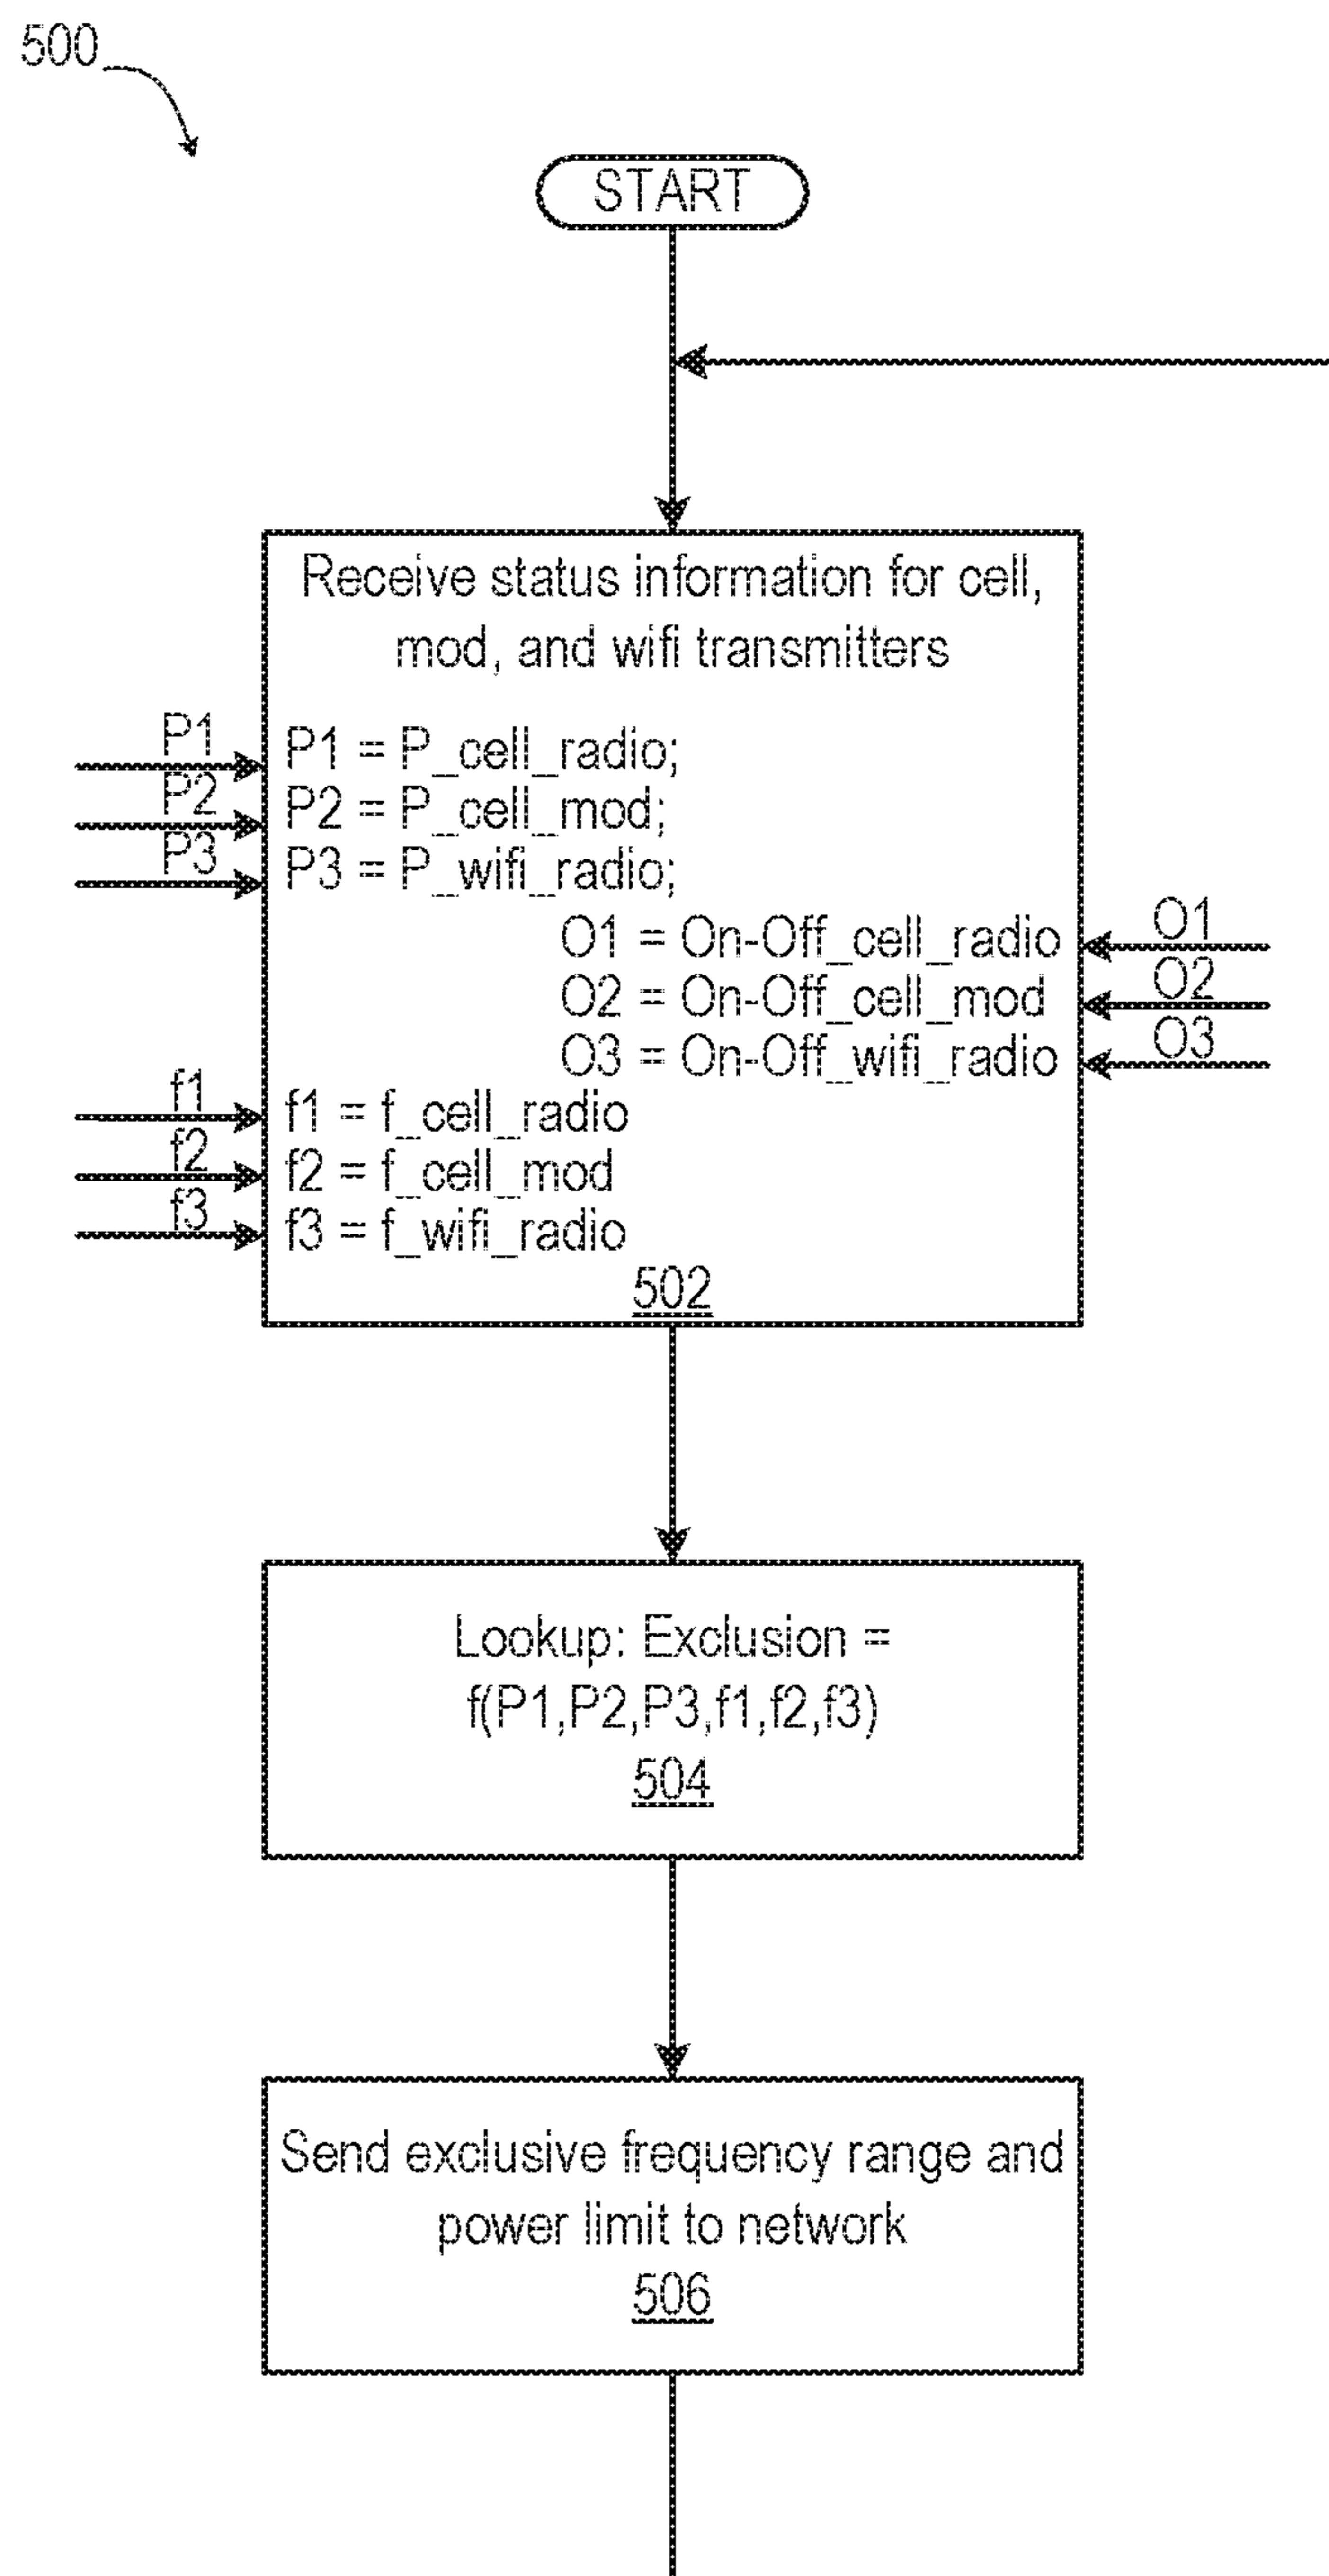 500
START
Receive status information for cell,
mod, and wifi transmitters
P1
P1 = P_cell_radio;
P2
P2 = P_cell_mod;
P3
P3 = P_wifi_radio;
O1 = On-Off_cell_radio
O1
O2 = On-Off_cell_mod
O2
O3 = On-Off_wifi_radio
O3
f1
f1 = f_cell_radio
f2
f2 = f_cell_mod
f3
f3 = f_wifi_radio
502
Lookup: Exclusion =
f(P1,P2,P3,f1,f2,f3)
504
Send exclusive frequency range and
power limit to network
506